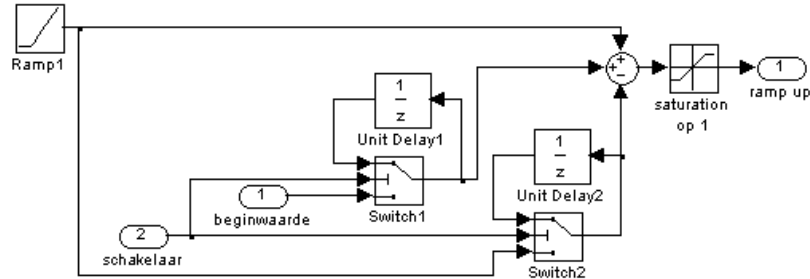 Ramp1
1
z
Unit Delay1
+
+
−
saturation
op 1
1
ramp up
1
z
Unit Delay2
1
beginwaarde
Switch1
2
schakelaar
Switch2